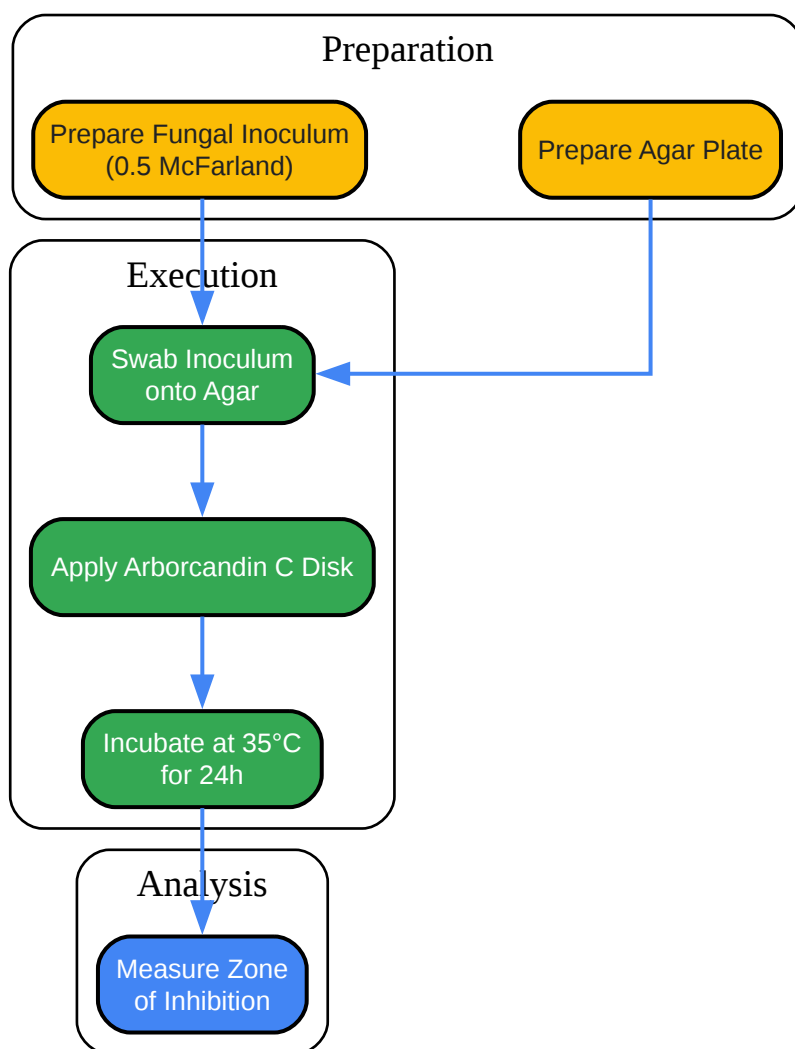 Preparation
Prepare Fungal Inoculum
(0.5 McFarland)
Prepare Agar Plate
Execution
Swab Inoculum
onto Agar
Apply Arborcandin C Disk
Incubate at 35°C
for 24h
Analysis
Measure Zone
of Inhibition